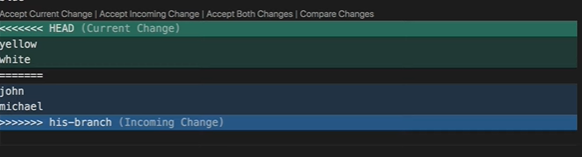 Accept Current Change | Accept Incoming Change | Accept Both Changes | Compare Changes
<<<<<<< HEAD (Current Change)
yellow
white
=======
john
michael
>>>>>>> his-branch (Incoming Change)